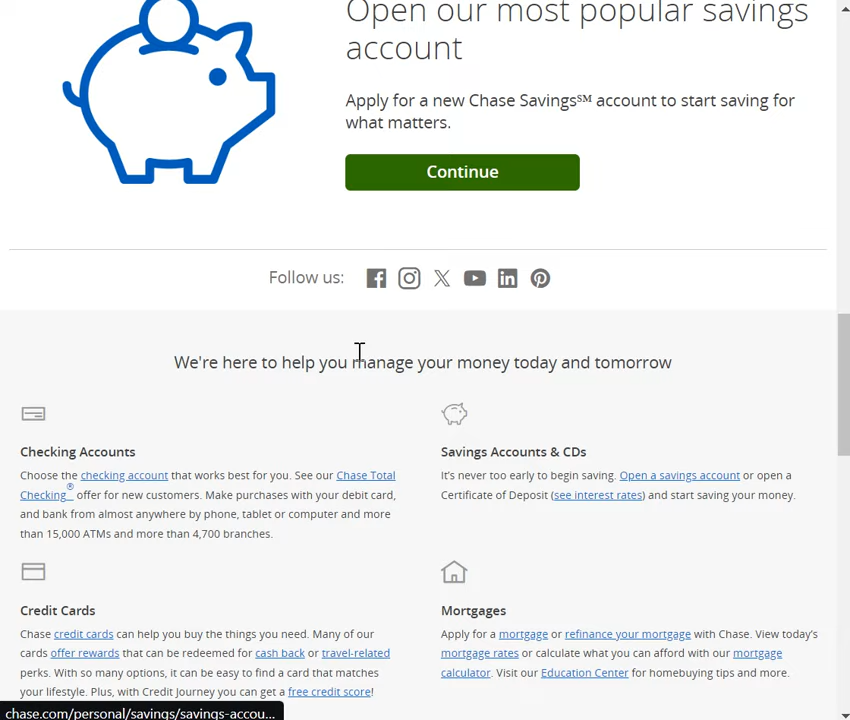 Open our most popular savings
account
Apply for a new Chase Savings℠ account to start saving for
what matters.
Continue
Follow us:
We're here to help you manage your money today and tomorrow
Checking Accounts
Choose the checking account that works best for you. See our Chase Total
Checking® offer for new customers. Make purchases with your debit card,
and bank from almost anywhere by phone, tablet or computer and more
than 15,000 ATMs and more than 4,700 branches.
Savings Accounts & CDs
It's never too early to begin saving. Open a savings account or open a
Certificate of Deposit (see interest rates) and start saving your money.
Credit Cards
Chase credit cards can help you buy the things you need. Many of our
cards offer rewards that can be redeemed for cash back or travel-related
perks. With so many options, it can be easy to find a card that matches
your lifestyle. Plus, with Credit Journey you can get a free credit score!
Mortgages
Apply for a mortgage or refinance your mortgage with Chase. View today's
mortgage rates or calculate what you can afford with our mortgage
calculator. Visit our Education Center for homebuying tips and more.
chase.com/personal/savings/savings-accou...